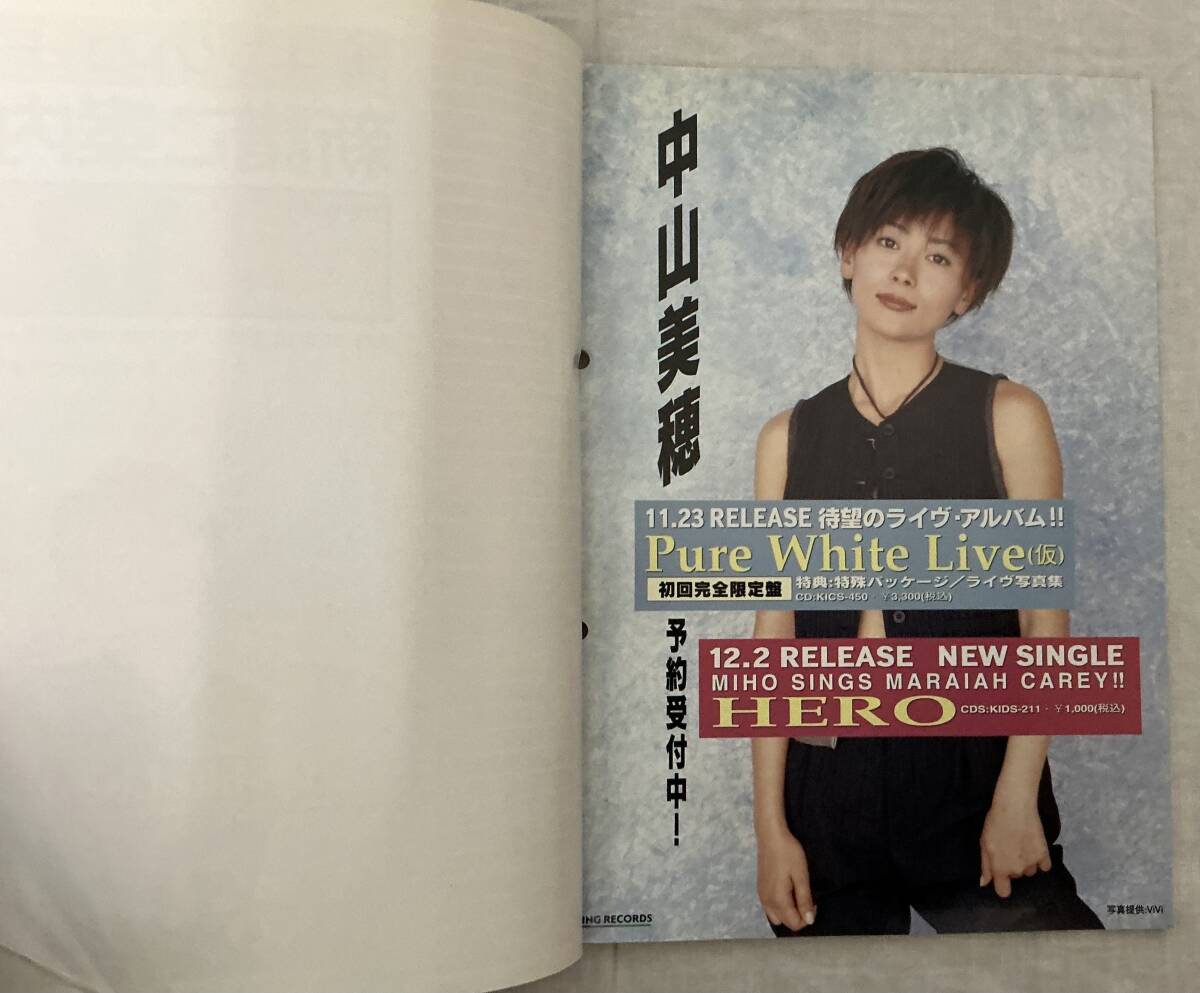 中山美穂
11.23 RELEASE 待望のライヴ・アルバム!!
Pure White Live(仮)
初回完全限定盤
特典:特殊パッケージ/ライヴ写真集
CD:KICS-450・¥3,300(税込)
予約受付中!
12.2 RELEASE NEW SINGLE
MIHO SINGS MARAIAH CAREY!!
HERO
CDS:KIDS-211・¥1,000(税込)
ING RECORDS
写真提供:ViVi